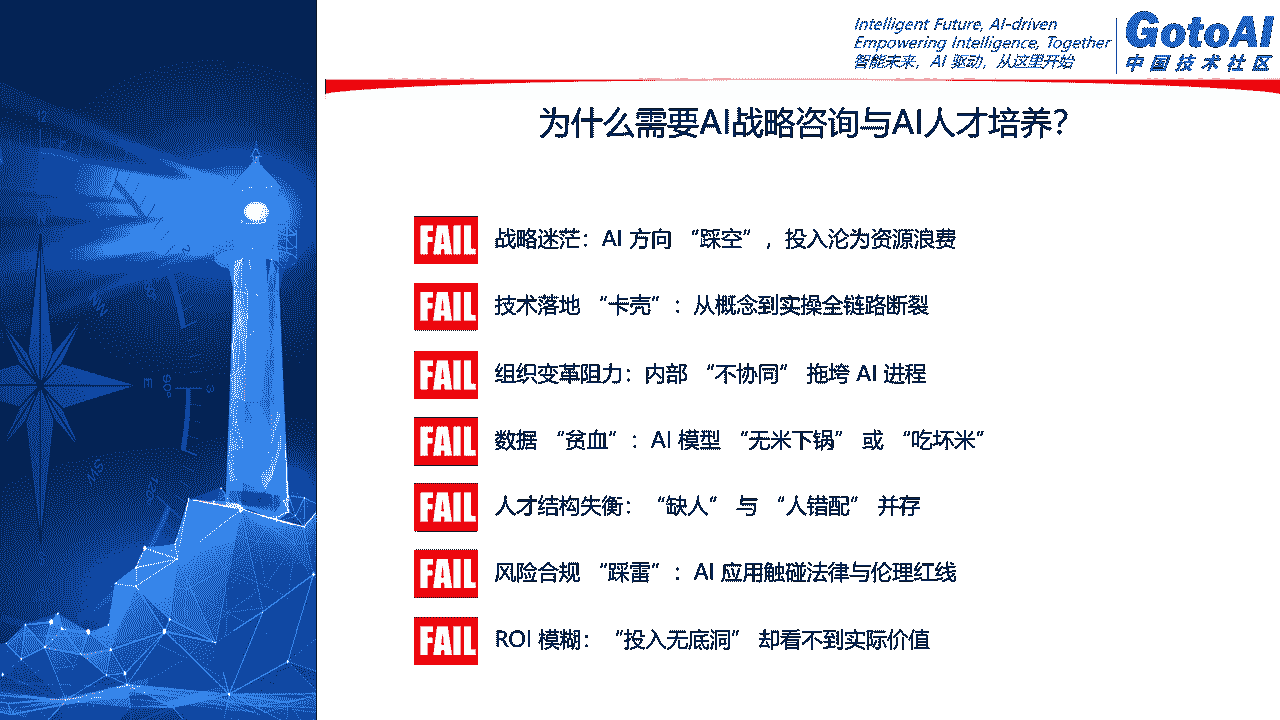 Intelligent Future, AI-driven
Empowering Intelligence, Together
智能未来，AI 驱动，从这里开始
GotoAI
中国技术社区
为什么需要AI战略咨询与AI人才培养？
FAIL 战略迷茫：AI 方向 “踩空”，投入沦为资源浪费
FAIL 技术落地 “卡壳”：从概念到实操全链路断裂
FAIL 组织变革阻力：内部 “不协同” 拖垮 AI 进程
FAIL 数据 “贫血”：AI 模型 “无米下锅” 或 “吃坏米”
FAIL 人才结构失衡：“缺人” 与 “人错配” 并存
FAIL 风险合规 “踩雷”：AI 应用触碰法律与伦理红线
FAIL ROI 模糊：“投入无底洞” 却看不到实际价值
E
90°
3
SW